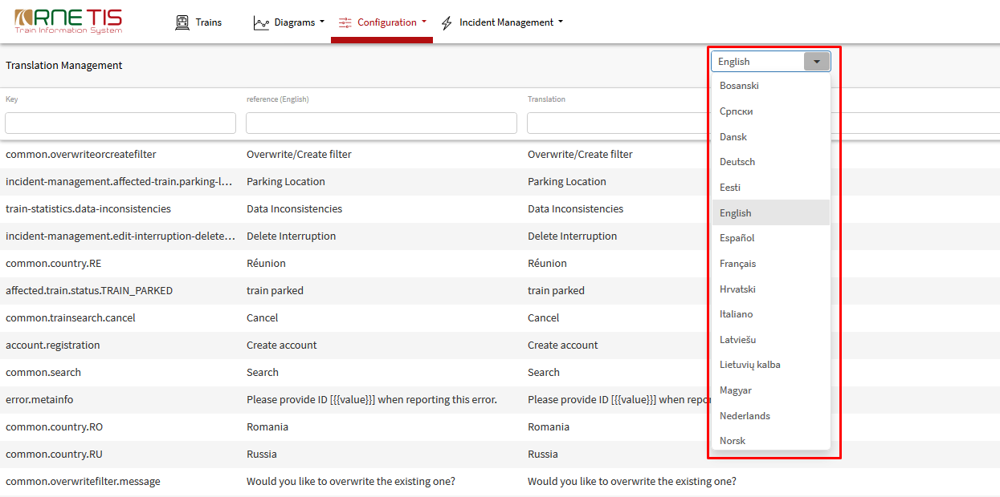 RNE TIS
Train Information System
Trains
Diagrams
Configuration
Incident Management
Translation Management
English
Key
reference (English)
Translation
common.overwriteorcreatefilter Overwrite/Create filter Overwrite/Create filter
incident-management.affected-train.parking-l... Parking Location Parking Location
train-statistics.data-inconsistencies Data Inconsistencies Data Inconsistencies
incident-management.edit-interruption-delete... Delete Interruption Delete Interruption
common.country.RE Réunion Réunion
affected.train.status.TRAIN_PARKED train parked train parked
common.trainsearch.cancel Cancel Cancel
account.registration Create account Create account
common.search Search Search
error.metainfo Please provide ID [{{value}}] when reporting this error. Please provide ID [{{value}}] when repor
common.country.RO Romania Romania
common.country.RU Russia Russia
common.overwritefilter.message Would you like to overwrite the existing one? Would you like to overwrite the existing one?
Bosanski
Српски
Dansk
Deutsch
Eesti
English
Español
Français
Hrvatski
Italiano
Latviešu
Lietuvių kalba
Magyar
Nederlands
Norsk